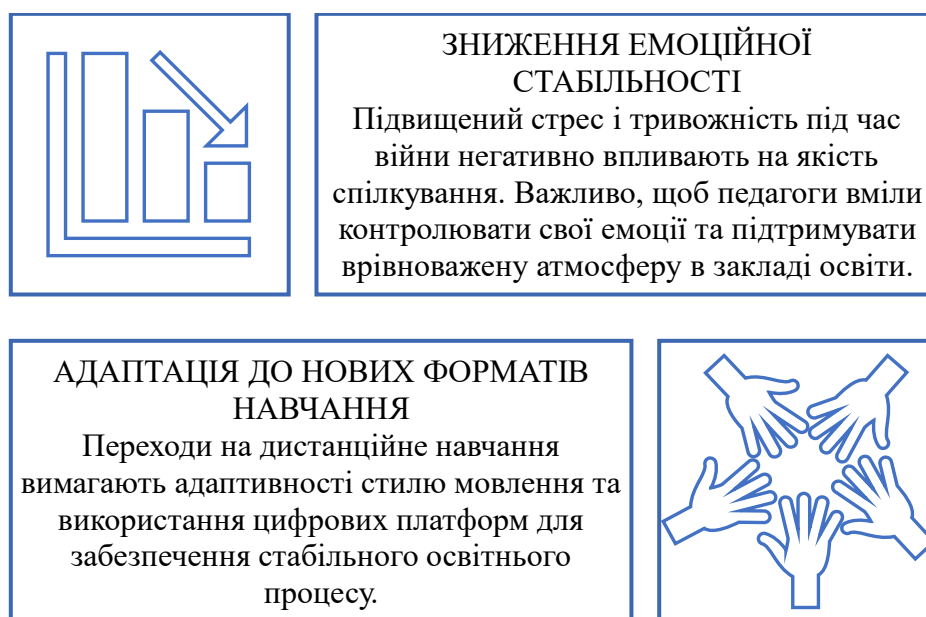 ЗНИЖЕННЯ ЕМОЦІЙНОЇ
СТАБІЛЬНОСТІ
Підвищений стрес і тривожність під час
війни негативно впливають на якість
спілкування. Важливо, щоб педагоги вміли
контролювати свої емоції та підтримувати
врівноважену атмосферу в закладі освіти.
АДАПТАЦІЯ ДО НОВИХ ФОРМАТІВ
НАВЧАННЯ
Переходи на дистанційне навчання
вимагають адаптивності стилю мовлення та
використання цифрових платформ для
забезпечення стабільного освітнього
процесу.